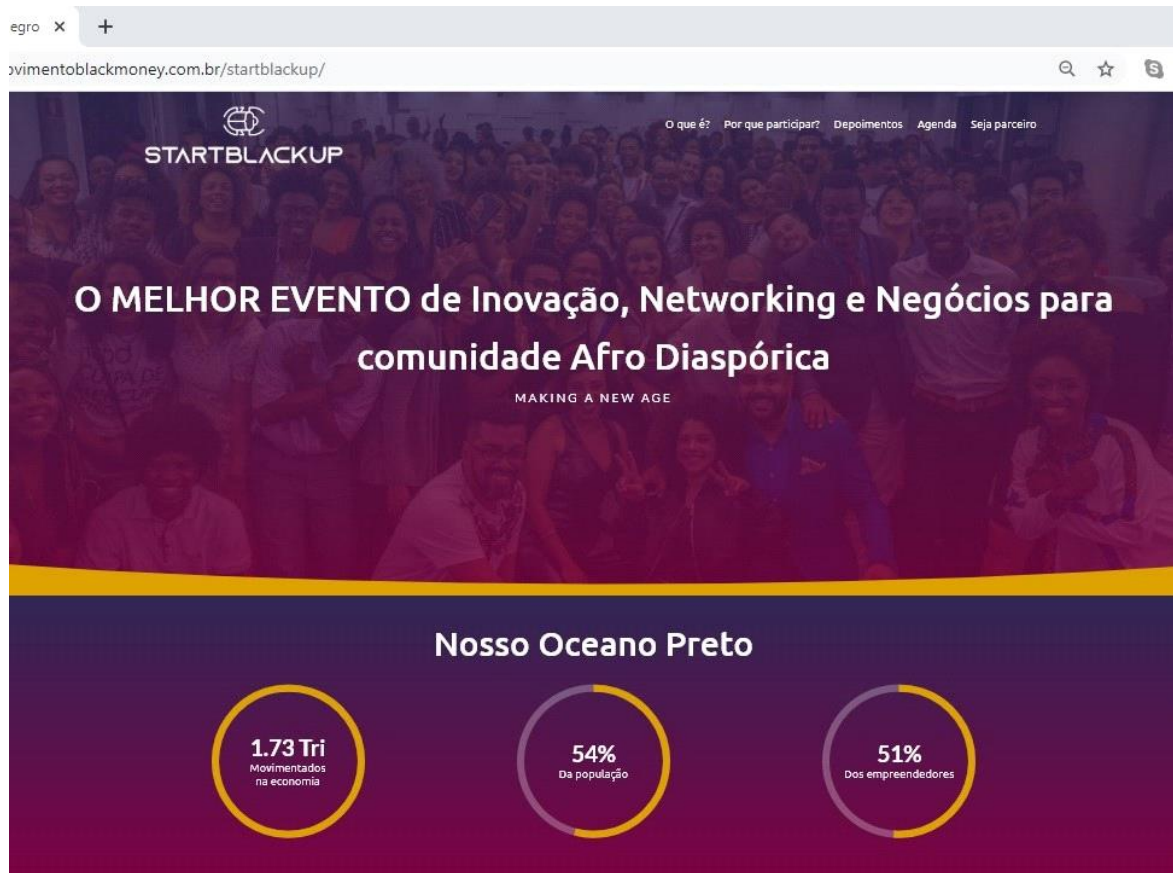 egro × +
ovimentoblackmoney.com.br/startblackup/
STARTBLACKUP
O que é? Por que participar? Depoimentos Agenda Seja parceiro
O MELHOR EVENTO de Inovação, Networking e Negócios para
comunidade Afro Diaspórica
MAKING A NEW AGE
Nosso Oceano Preto
1.73 Tri
Movimentados
na economia
54%
Da população
51%
Dos empreendedores